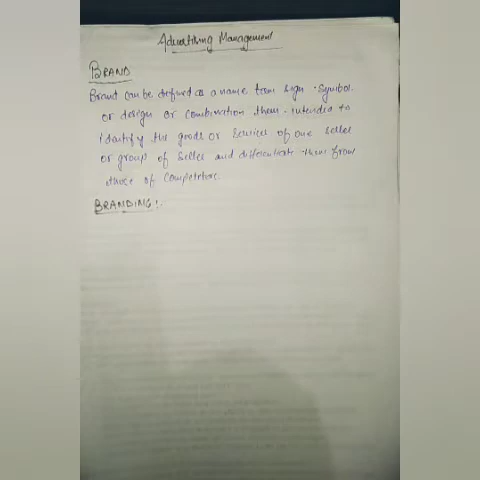 Advertising Management
BRAND
Brand can be defined as a name team sign. Symbol.
or design or combination them. intended to
identify the goods or services of one seller
or group of seller and differentiate them from
those of competitors.
BRANDING:-